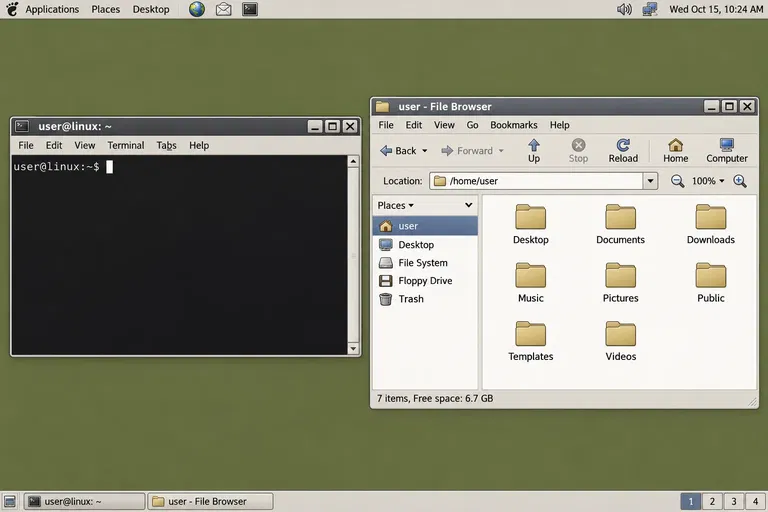 Applications Places Desktop Wed Oct 15, 10:24 AM
user@linux: ~
File Edit View Terminal Tabs Help
user@linux:~$
user - File Browser
File Edit View Go Bookmarks Help
Back Forward Up Stop Reload Home Computer
Location: /home/user 100%
Places
user
Desktop
File System
Floppy Drive
Trash
Desktop Documents Downloads
Music Pictures Public
Templates Videos
7 items, Free space: 6.7 GB
user@linux: ~ user - File Browser 1 2 3 4